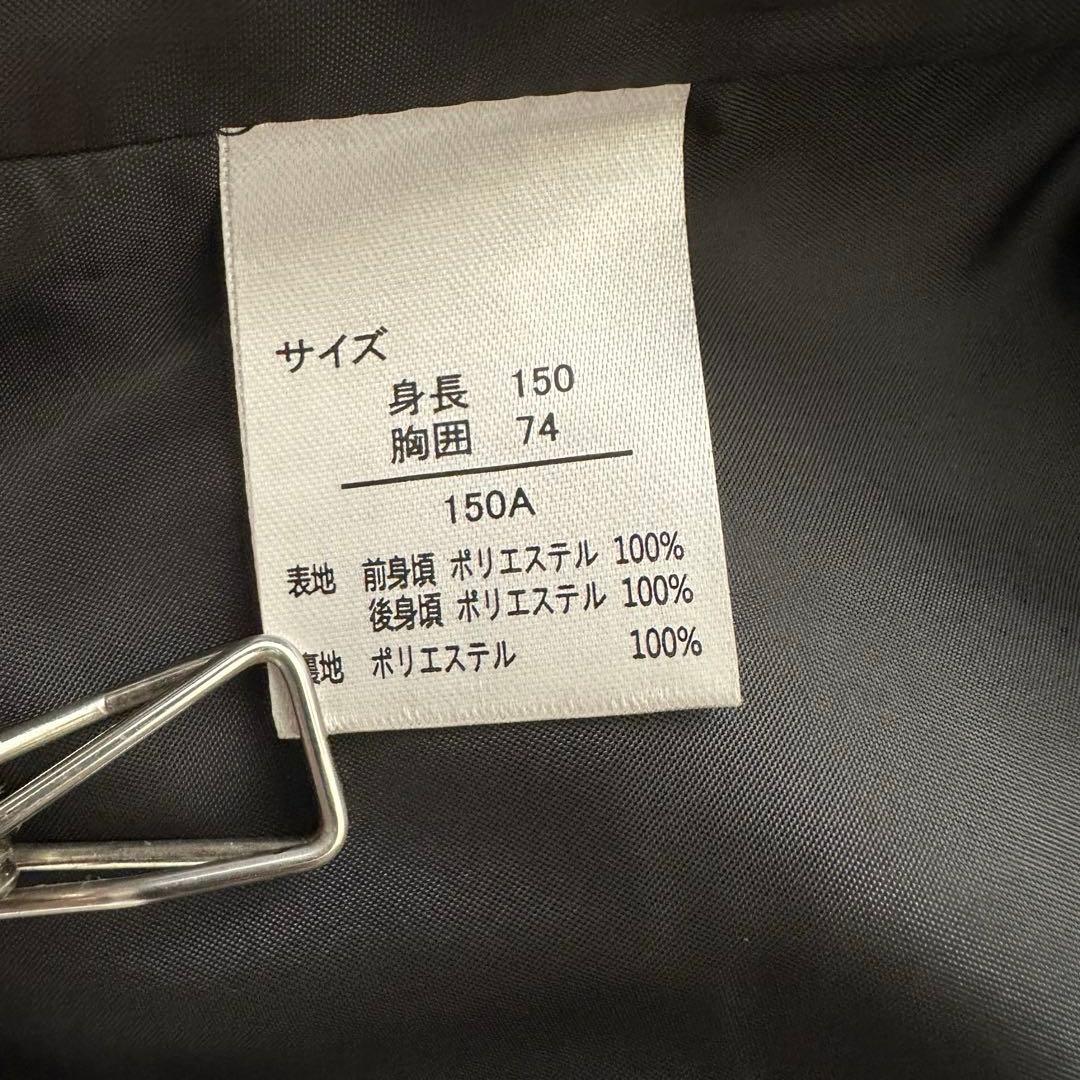 サイズ
身長 150
胸囲 74
150A
表地 前身頃 ポリエステル 100%
後身頃 ポリエステル 100%
裏地 ポリエステル 100%